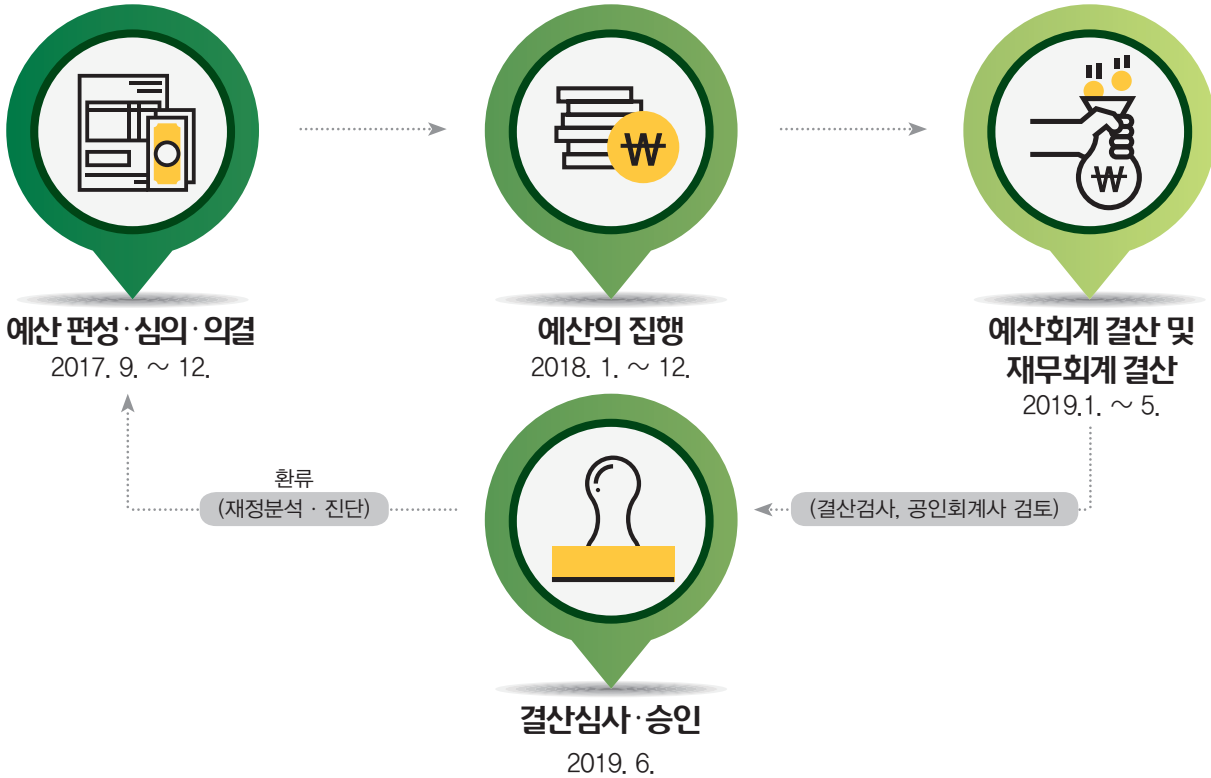 ₩
₩
예산 편성·심의·의결
2017. 9. ~ 12.
예산의 집행
2018. 1. ~ 12.
예산회계 결산 및
재무회계 결산
2019.1. ~ 5.
환류
(재정분석 · 진단)
(결산검사, 공인회계사 검토)
결산심사·승인
2019. 6.